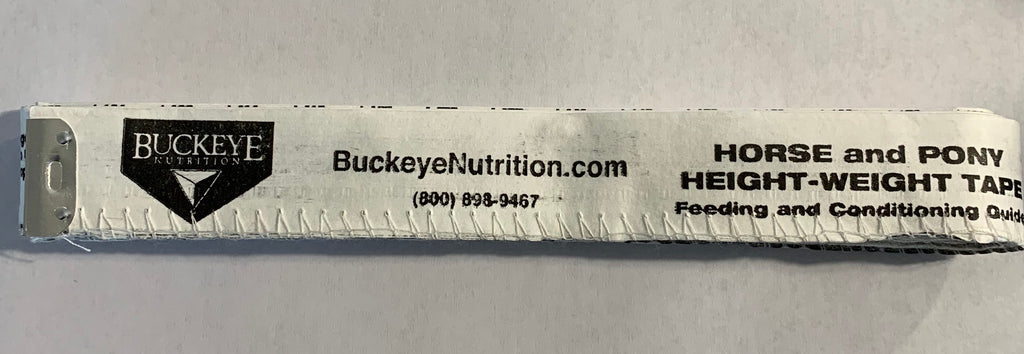 BUCKEYE
NUTRITION
BuckeyeNutrition.com
(800) 898-9467
HORSE and PONY
HEIGHT-WEIGHT TAPE
Feeding and Conditioning Guide